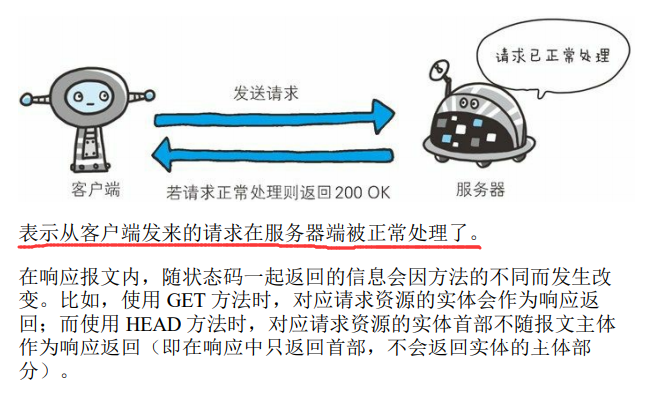 请求已正常处理
发送请求
客户端
若请求正常处理则返回200 OK
服务器
表示从客户端发来的请求在服务器端被正常处理了。
在响应报文内，随状态码一起返回的信息会因方法的不同而发生改
变。比如，使用 GET 方法时，对应请求资源的实体会作为响应返
回；而使用 HEAD 方法时，对应请求资源的实体首部不随报文主体
作为响应返回（即在响应中只返回首部，不会返回实体的主体部
分）。